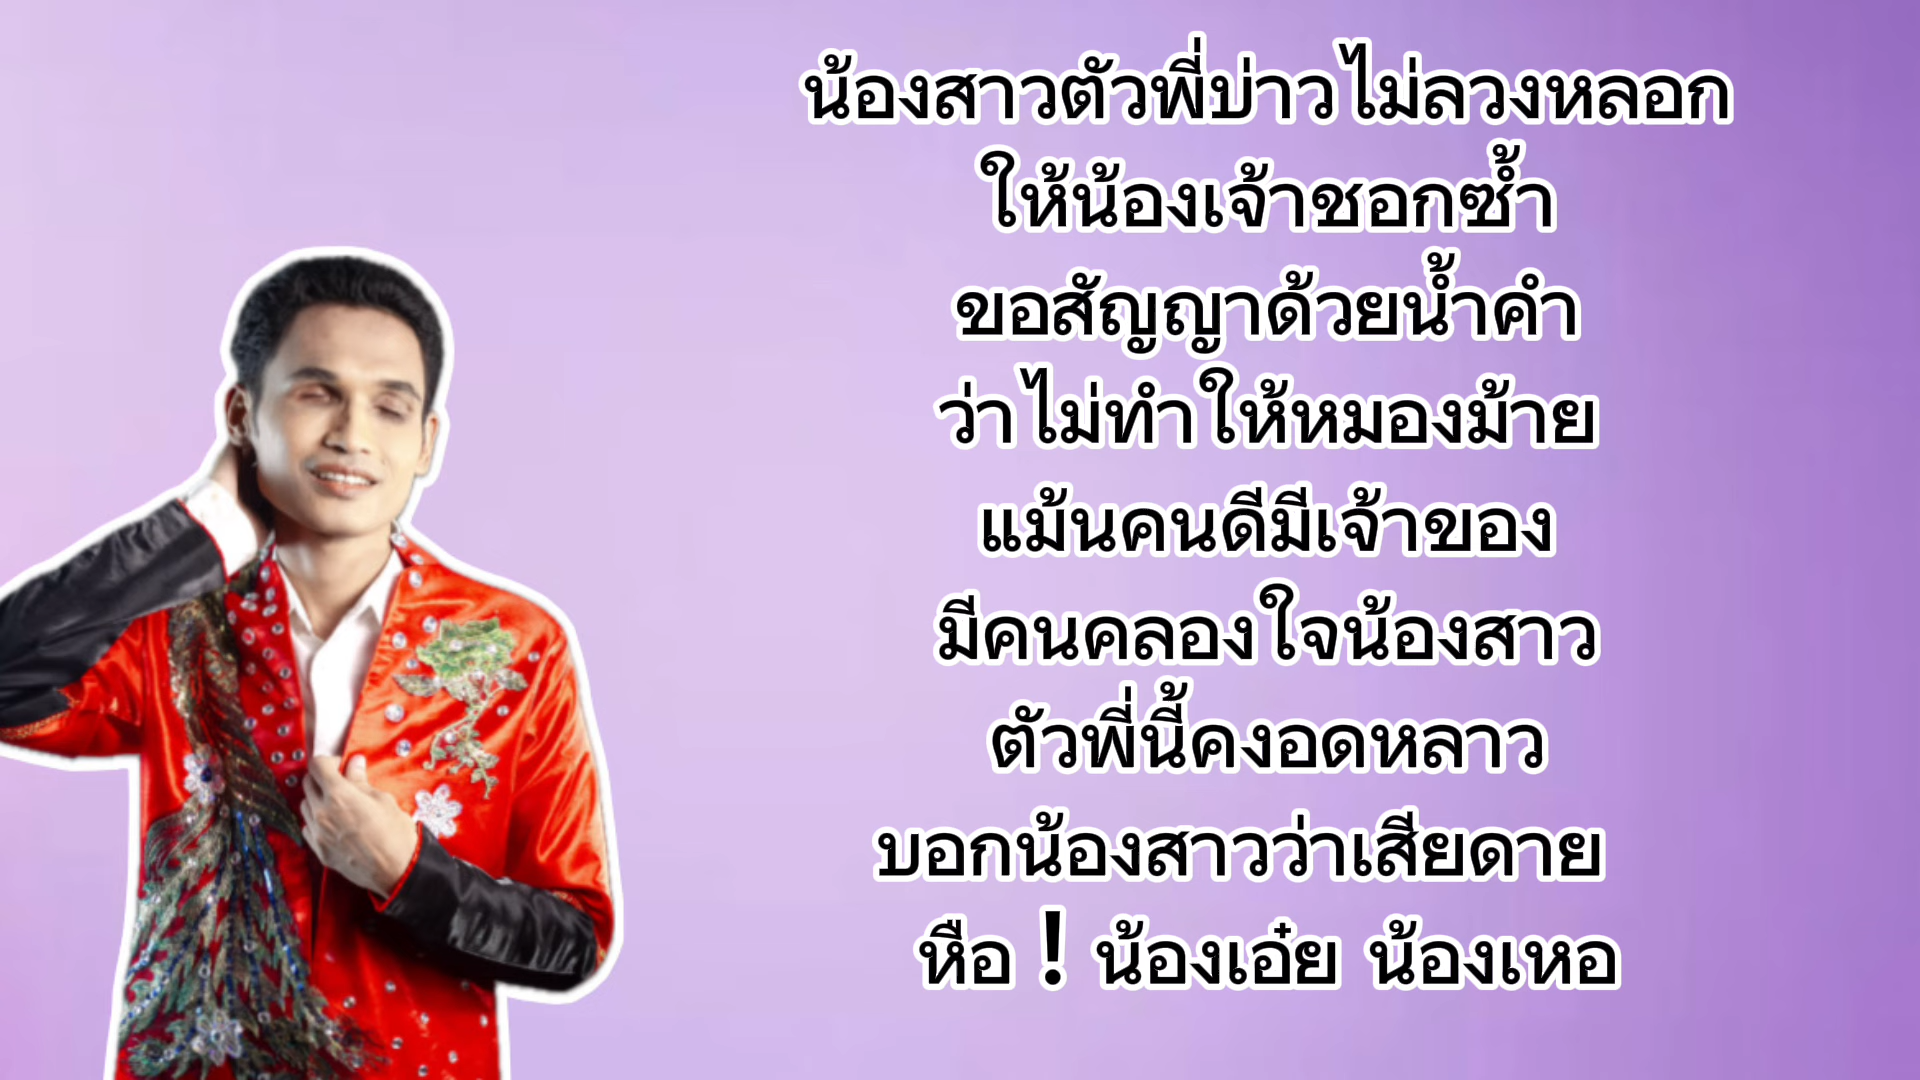 น้องสาวตัวพี่บ่าวไม่ลวงหลอก
ให้น้องเจ้าชอกซ้ำ
ขอสัญญาด้วยน้ำคำ
ว่าไม่ทำให้หมองม้าย
แม้นคนดีมีเจ้าของ
มีคนคลองใจน้องสาว
ตัวพี่นี้คงอดหลาว
บอกน้องสาวว่าเสียดาย
หือ ! น้องเอ๋ย น้องเหอ